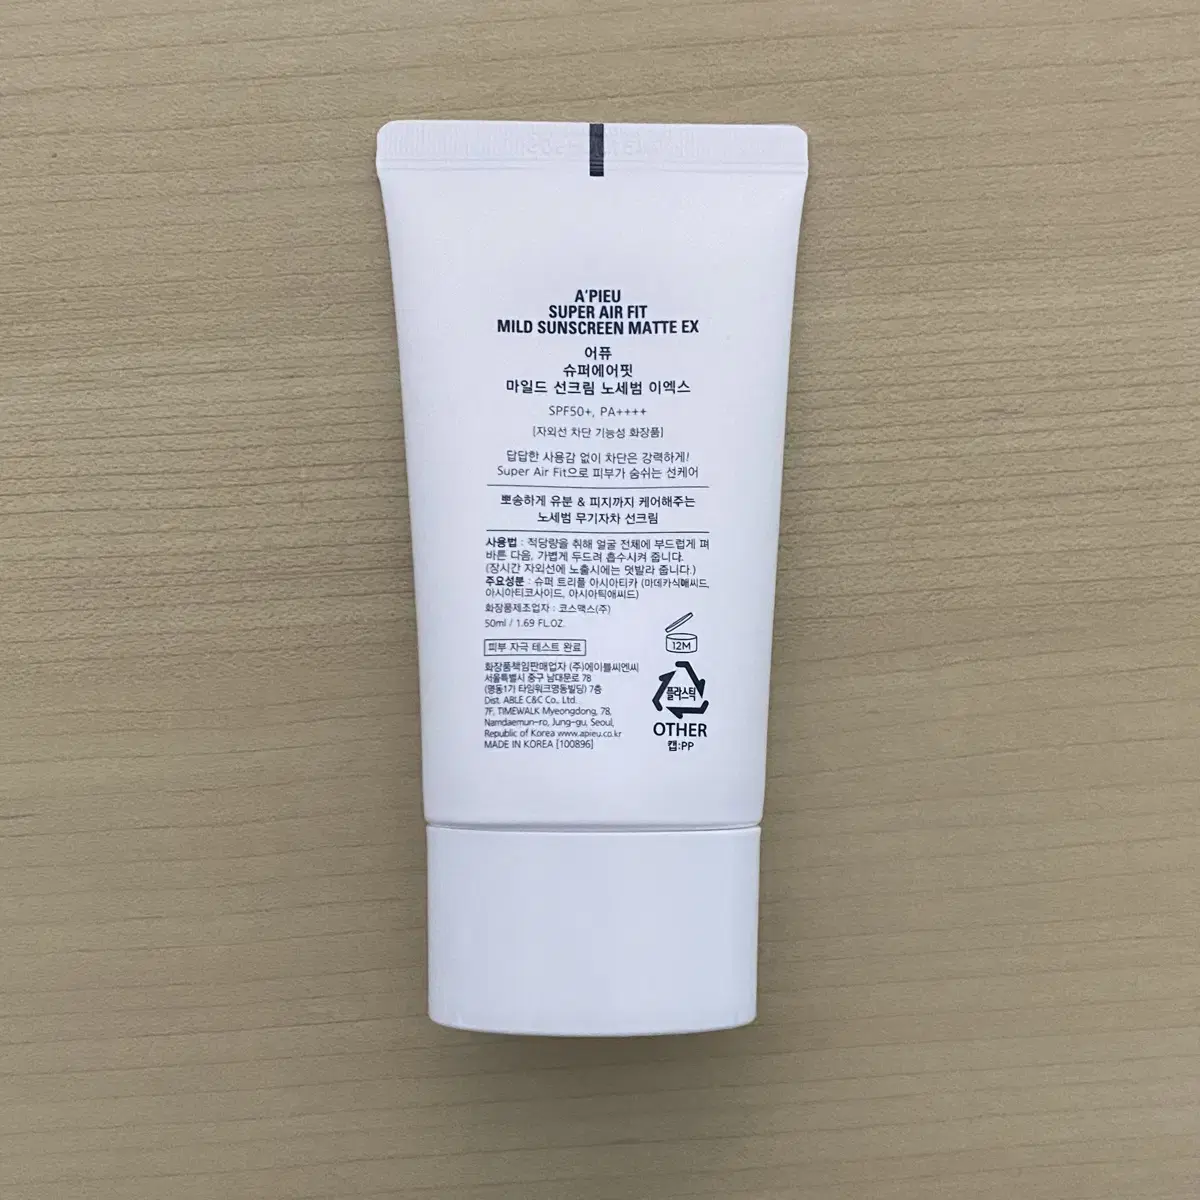 A'PIEU
SUPER AIR FIT
MILD SUNSCREEN MATTE EX
어퓨
슈퍼에어핏
마일드 선크림 노세범 이엑스
SPF50+, PA++++
[자외선 차단 기능성 화장품]
답답한 사용감 없이 차단은 강력하게!
Super Air Fit으로 피부가 숨쉬는 선케어
뽀송하게 유분 & 피지까지 케어해주는
노세범 무기자차 선크림
사용법 : 적당량을 취해 얼굴 전체에 부드럽게 펴
바른 다음, 가볍게 두드려 흡수시켜 줍니다.
(장시간 자외선에 노출시에는 덧발라 줍니다.)
주요성분 : 슈퍼 트리플 아시아티카 (마데카식애씨드,
아시아티코사이드, 아시아틱애씨드)
화장품제조업자 : 코스맥스(주)
50ml / 1.69 FL.OZ.
12M
피부 자극 테스트 완료
화장품책임판매업자 (주)에이블씨엔씨
서울특별시 중구 남대문로 78
(명동1가 타임워크명동빌딩) 7층
Dist. ABLE C&C Co., Ltd.
7F, TIMEWALK Myeongdong, 78,
Namdaemun-ro, Jung-gu, Seoul,
Republic of Korea www.apieu.co.kr
MADE IN KOREA [100896]
플라스틱
OTHER
캡:PP